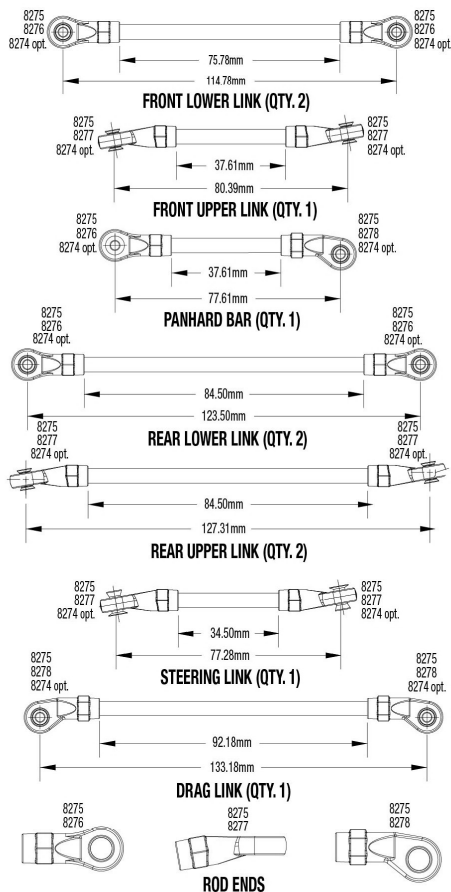 8275
8276
8274 opt.
8275
8276
8274 opt.
75.78mm
114.78mm
FRONT LOWER LINK (QTY. 2)
8275
8277
8274 opt.
8275
8277
8274 opt.
37.61mm
80.39mm
FRONT UPPER LINK (QTY. 1)
8275
8276
8274 opt.
8275
8278
8274 opt.
37.61mm
77.61mm
PANHARD BAR (QTY. 1)
8275
8276
8274 opt.
8275
8276
8274 opt.
84.50mm
123.50mm
REAR LOWER LINK (QTY. 2)
8275
8277
8274 opt.
8275
8277
8274 opt.
84.50mm
127.31mm
REAR UPPER LINK (QTY. 2)
8275
8277
8274 opt.
8275
8277
8274 opt.
34.50mm
77.28mm
STEERING LINK (QTY. 1)
8275
8278
8274 opt.
8275
8278
8274 opt.
92.18mm
133.18mm
DRAG LINK (QTY. 1)
8275
8276
8275
8277
8275
8278
ROD ENDS